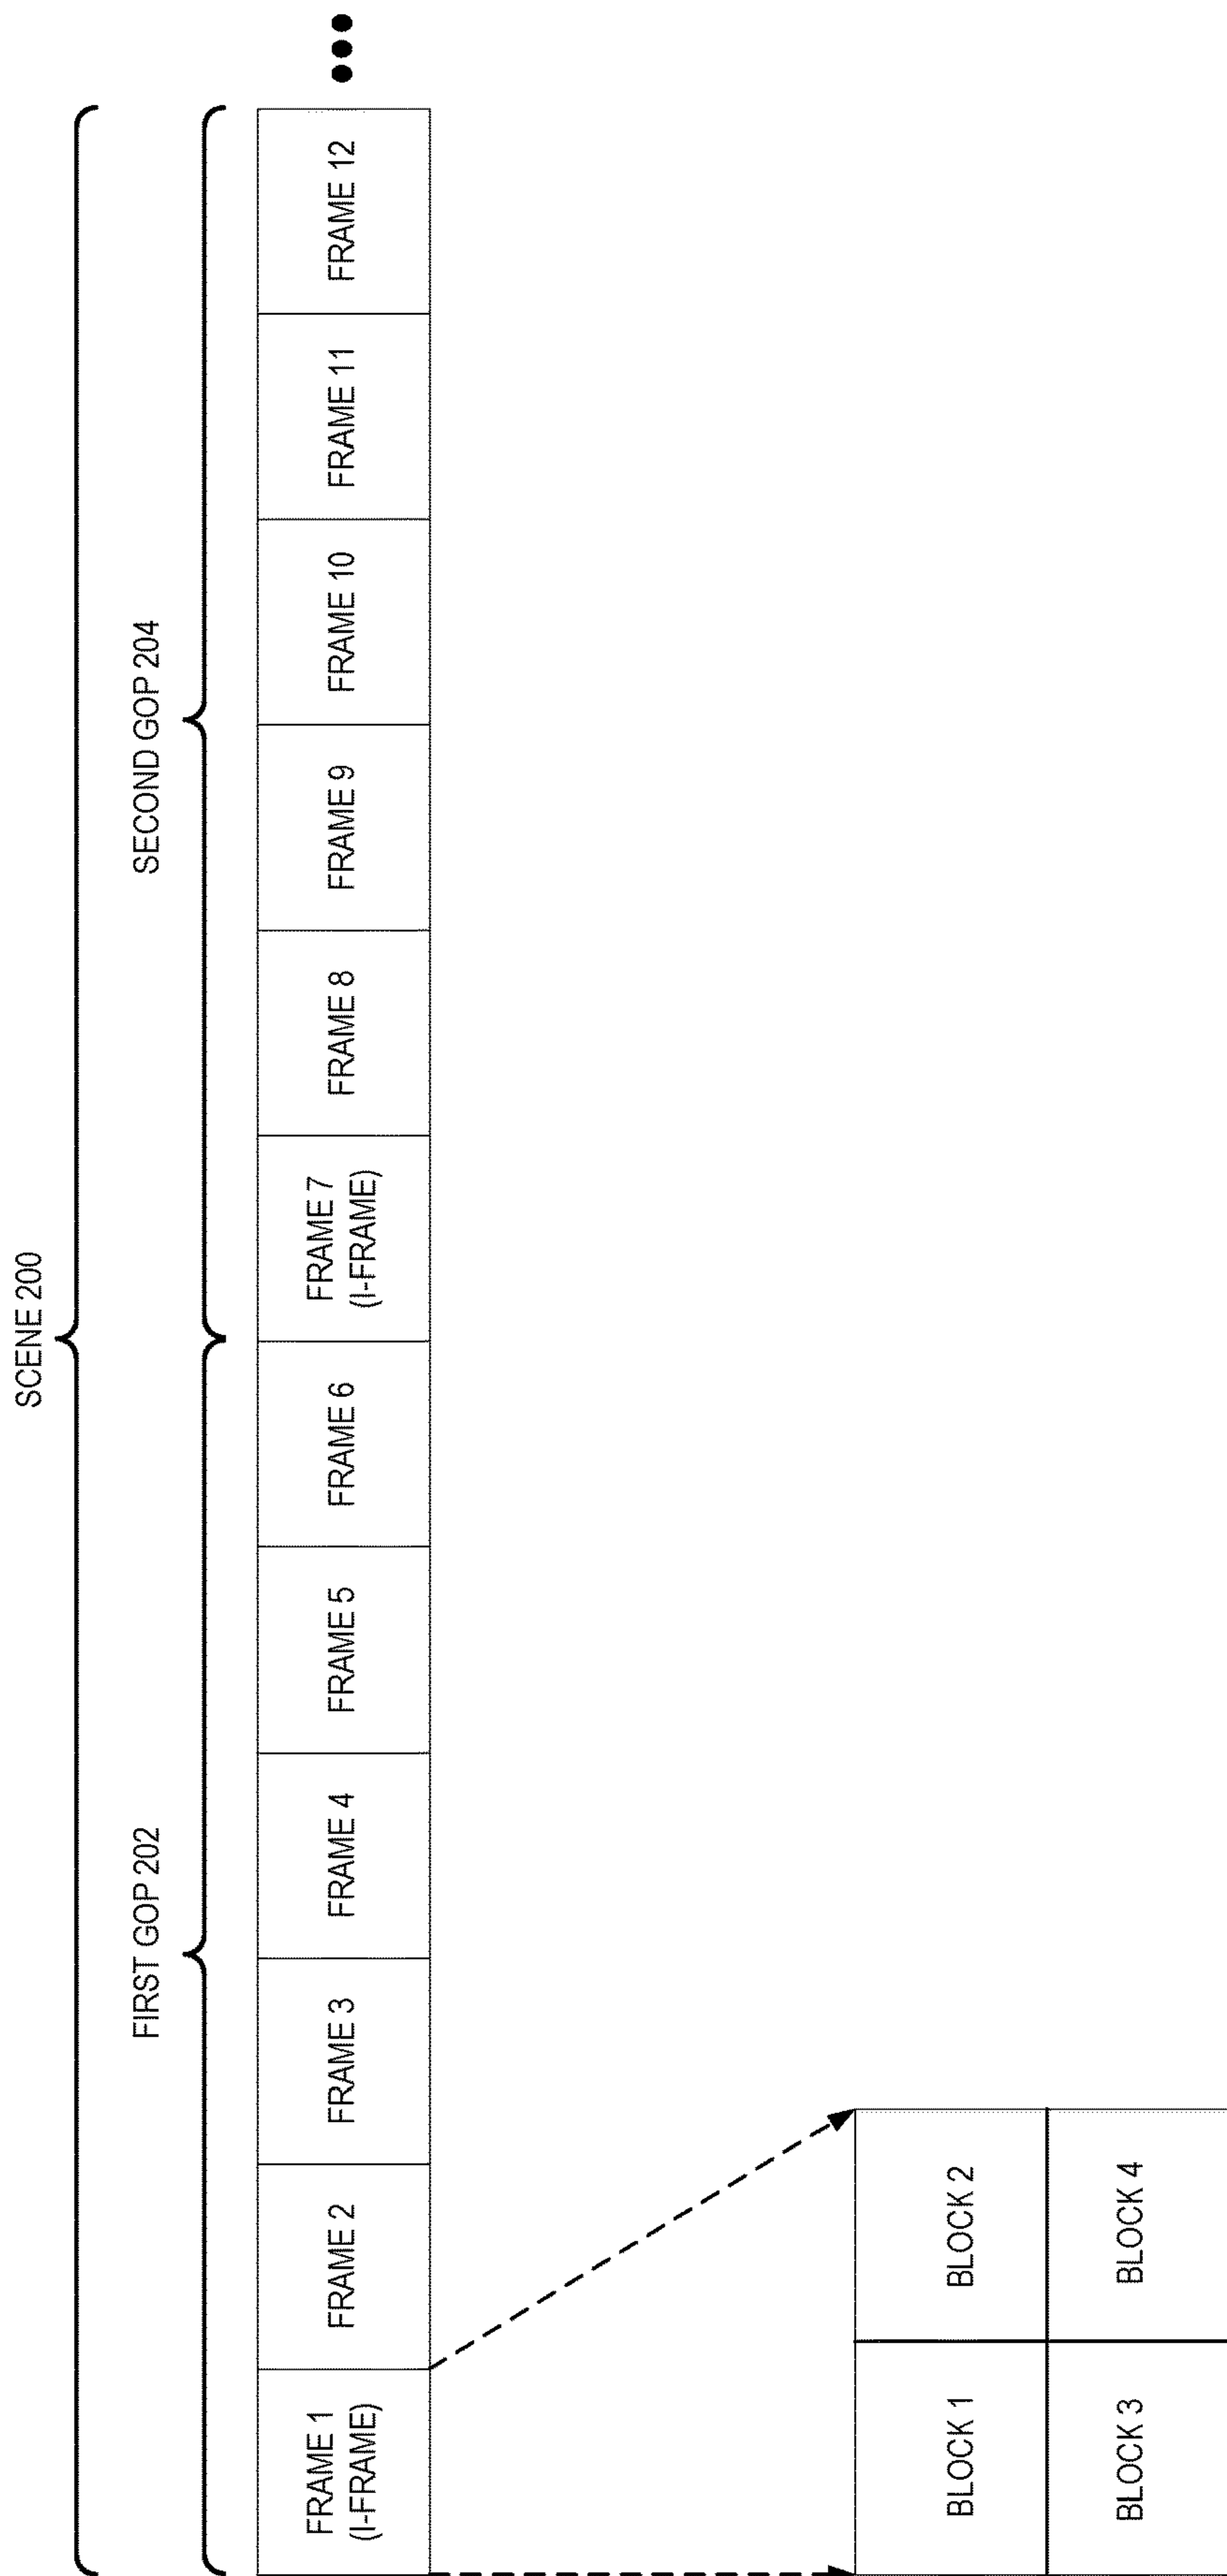 SCENE 200
FIRST GOP 202
SECOND GOP 204
FRAME 1
(I-FRAME)
FRAME 2
FRAME 3
FRAME 4
FRAME 5
FRAME 6
FRAME 7
(I-FRAME)
FRAME 8
FRAME 9
FRAME 10
FRAME 11
FRAME 12
BLOCK 1
BLOCK 2
BLOCK 3
BLOCK 4